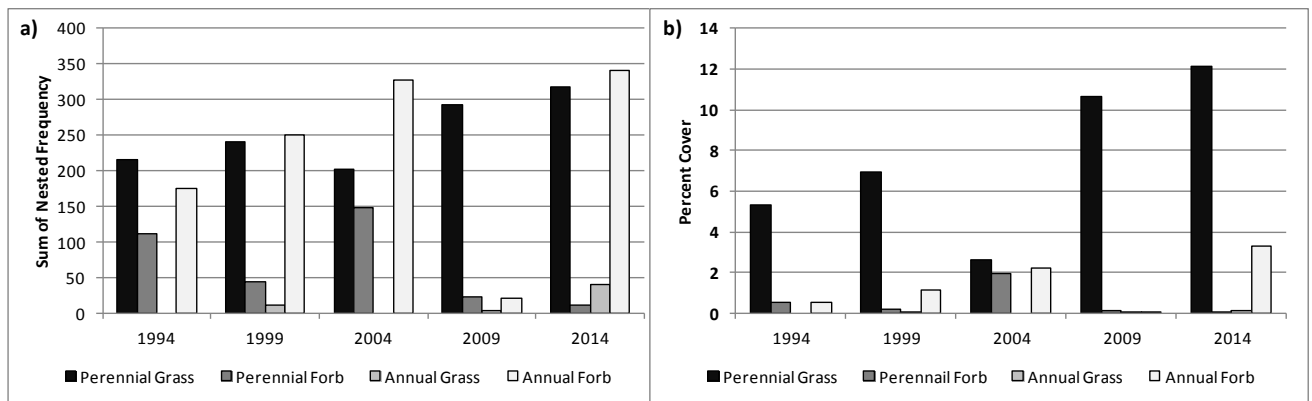 a)
Sum of Nested Frequency
400
350
300
250
200
150
100
50
0
1994 1999 2004 2009 2014
Perennial Grass Perennial Forb Annual Grass Annual Forb
b)
Percent Cover
14
12
10
8
6
4
2
0
1994 1999 2004 2009 2014
Perennial Grass Perennail Forb Annual Grass Annual Forb